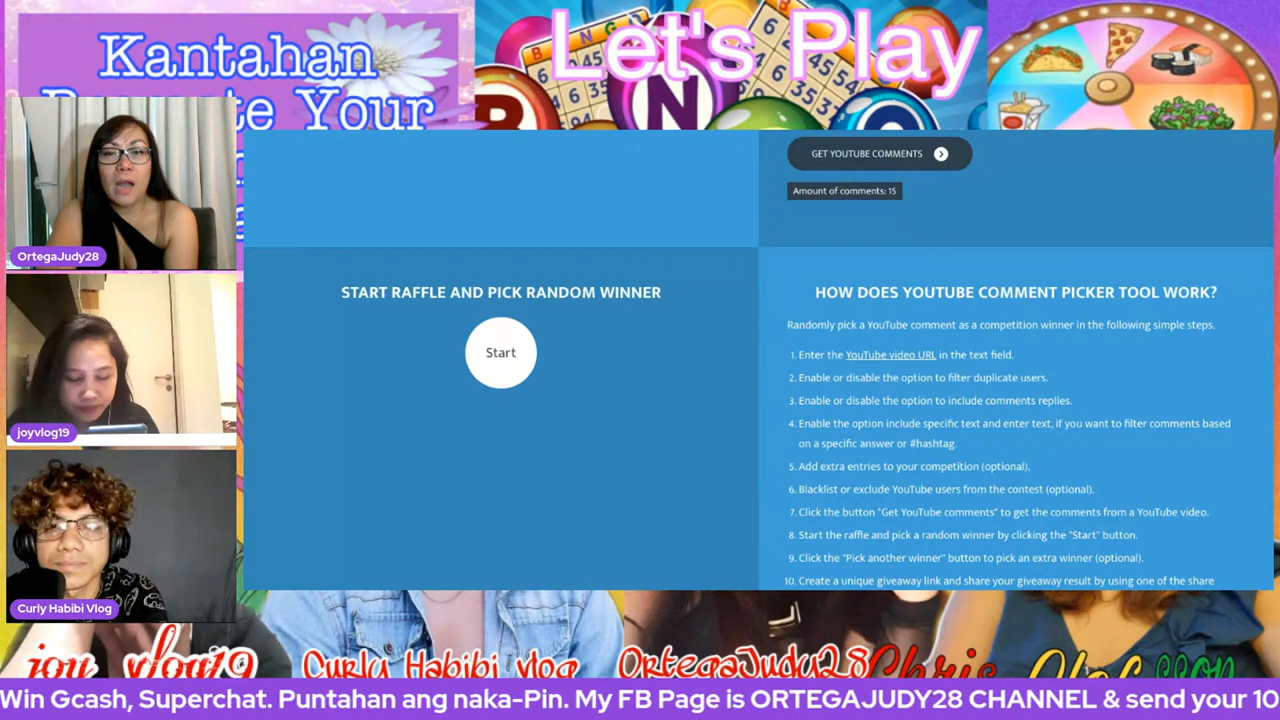 Kantahan
Let's Play
te Your
B N
GET YOUTUBE COMMENTS
Amount of comments: 15
OrtegaJudy28
START RAFFLE AND PICK RANDOM WINNER
Start
HOW DOES YOUTUBE COMMENT PICKER TOOL WORK?
Randomly pick a YouTube comment as a competition winner in the following simple steps.
1. Enter the YouTube video URL in the text field.
2. Enable or disable the option to filter duplicate users.
3. Enable or disable the option to include comments replies.
4. Enable the option include specific text and enter text, if you want to filter comments based
on a specific answer or #hashtag.
5. Add extra entries to your competition (optional).
6. Blacklist or exclude YouTube users from the contest (optional).
7. Click the button "Get YouTube comments" to get the comments from a YouTube video.
8. Start the raffle and pick a random winner by clicking the "Start" button.
9. Click the "Pick another winner" button to pick an extra winner (optional).
10. Create a unique giveaway link and share your giveaway result by using one of the share
joyvlog19
Curly Habibi Vlog
joy vlog19 Curly Habibi vlog OrtegaJudy28 Chris
Win Gcash, Superchat. Puntahan ang naka-Pin. My FB Page is ORTEGAJUDY28 CHANNEL & send your 10